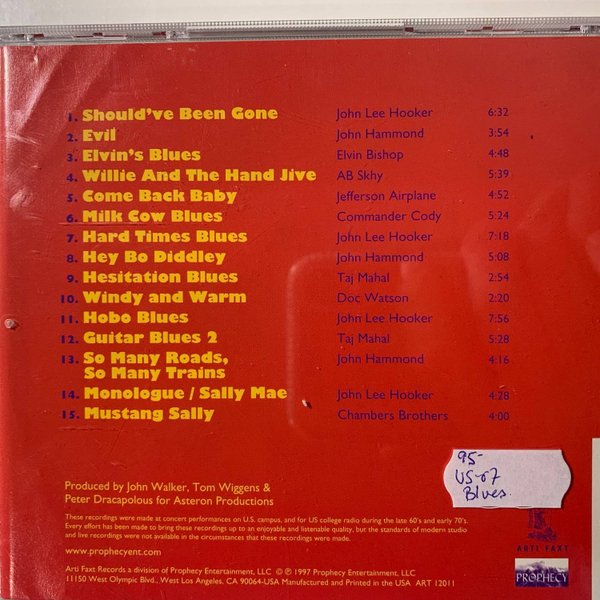 1. Should've Been Gone John Lee Hooker 6:32
2. Evil John Hammond 3:54
3. Elvin's Blues Elvin Bishop 4:48
4. Willie And The Hand Jive AB Skhy 5:39
5. Come Back Baby Jefferson Airplane 4:52
6. Milk Cow Blues Commander Cody 5:24
7. Hard Times Blues John Lee Hooker 7:18
8. Hey Bo Diddley John Hammond 5:08
9. Hesitation Blues Taj Mahal 2:54
10. Windy and Warm Doc Watson 2:20
11. Hobo Blues John Lee Hooker 7:56
12. Guitar Blues 2 Taj Mahal 5:28
13. So Many Roads, John Hammond 4:16
So Many Trains
14. Monologue / Sally Mae John Lee Hooker 4:28
15. Mustang Sally Chambers Brothers 4:00
95-
US-07
Blues.
Produced by John Walker, Tom Wiggens &
Peter Dracapolous for Asteron Productions
These recordings were made at concert performances on U.S. campus, and for US college radio during the late 60's and early 70's.
Every effort has been made to bring these recordings up to an enjoyable and listenable quality, but the standards of modern studio
and live recordings were not available in the circumstances that these recordings were made.
www.prophecyent.com
Arti Faxt Records a division of Prophecy Entertainment, LLC © ℗ 1997 Prophecy Entertainment, LLC
11150 West Olympic Blvd., West Los Angeles, CA 90064-USA Manufactured and Printed in the USA ART 12011
ARTI FAXT
PROPHECY